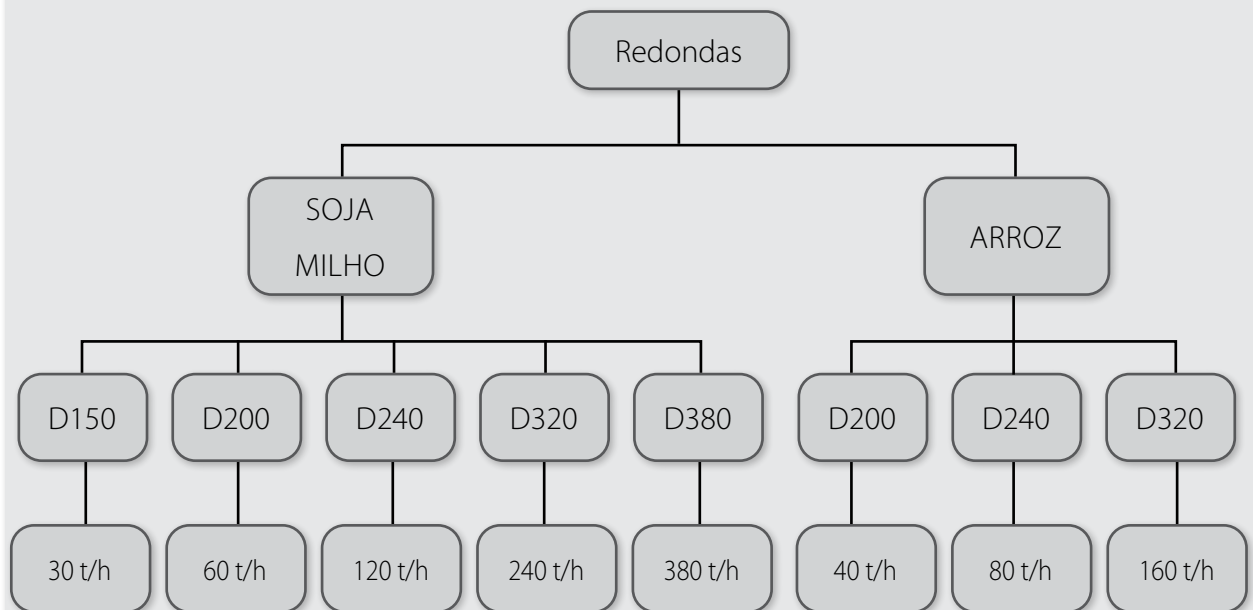 Redondas
SOJA
MILHO
ARROZ
D150
D200
D240
D320
D380
D200
D240
D320
30 t/h
60 t/h
120 t/h
240 t/h
380 t/h
40 t/h
80 t/h
160 t/h